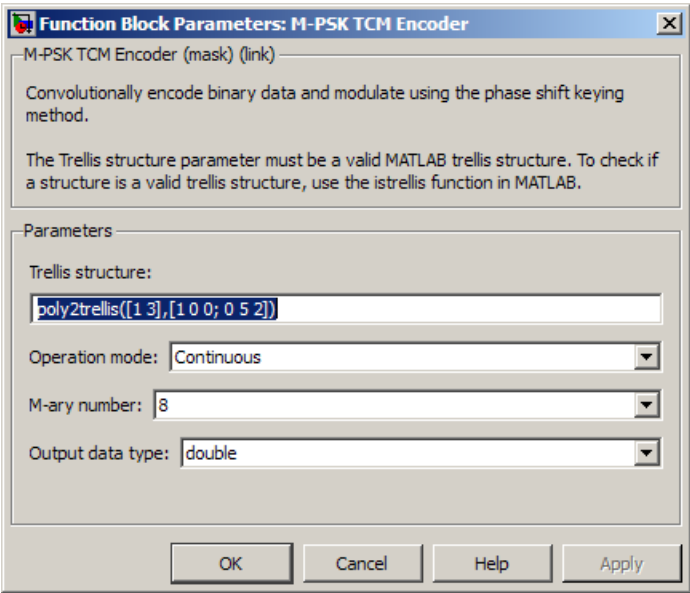 Function Block Parameters: M-PSK TCM Encoder
M-PSK TCM Encoder (mask) (link)
Convolutionally encode binary data and modulate using the phase shift keying
method.
The Trellis structure parameter must be a valid MATLAB trellis structure. To check if
a structure is a valid trellis structure, use the istrellis function in MATLAB.
Parameters
Trellis structure:
poly2trellis([1 3],[1 0 0; 0 5 2])
Operation mode: Continuous
M-ary number: 8
Output data type: double
OK Cancel Help Apply